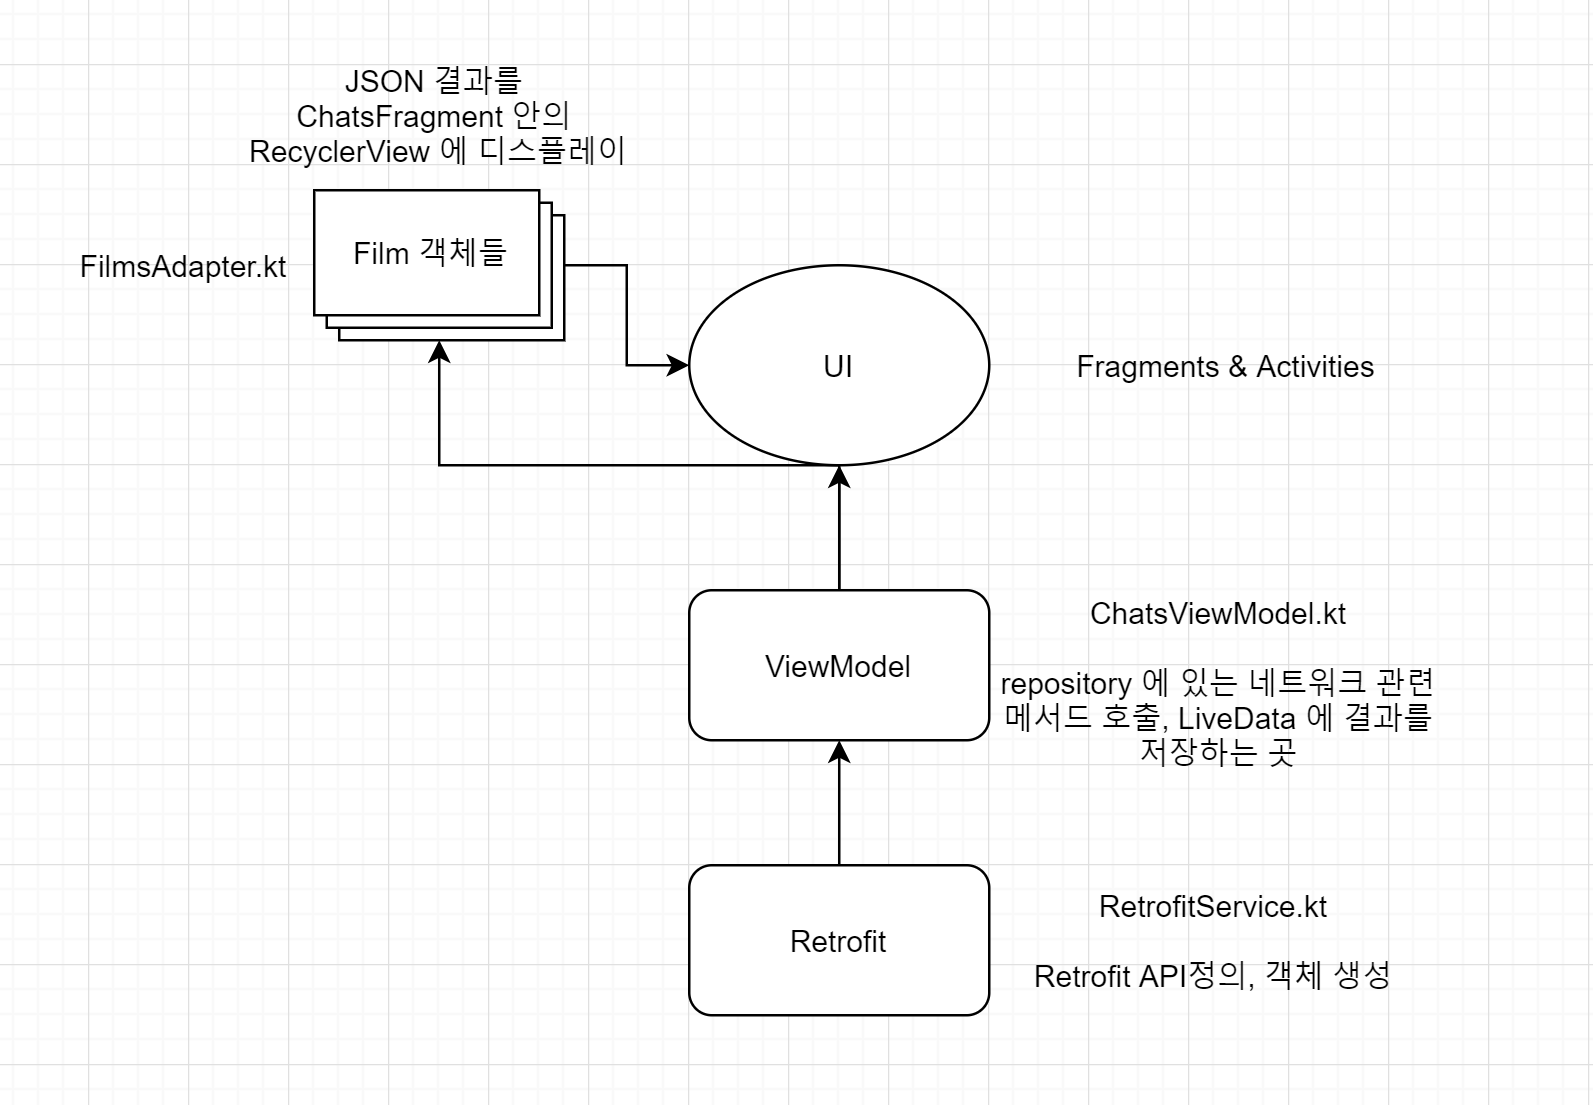 JSON 결과를
ChatsFragment 안의
RecyclerView 에 디스플레이
FilmsAdapter.kt
Film 객체들
UI
Fragments & Activities
ViewModel
ChatsViewModel.kt
repository 에 있는 네트워크 관련
메서드 호출, LiveData 에 결과를
저장하는 곳
Retrofit
RetrofitService.kt
Retrofit API정의, 객체 생성